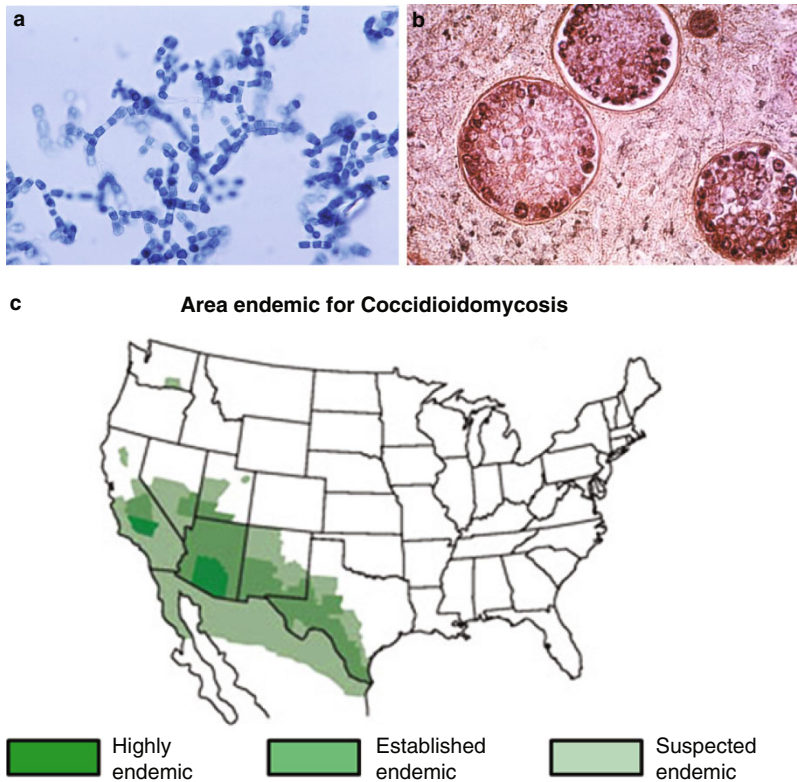 a
b
c
Area endemic for Coccidioidomycosis
Highly
endemic
Established
endemic
Suspected
endemic